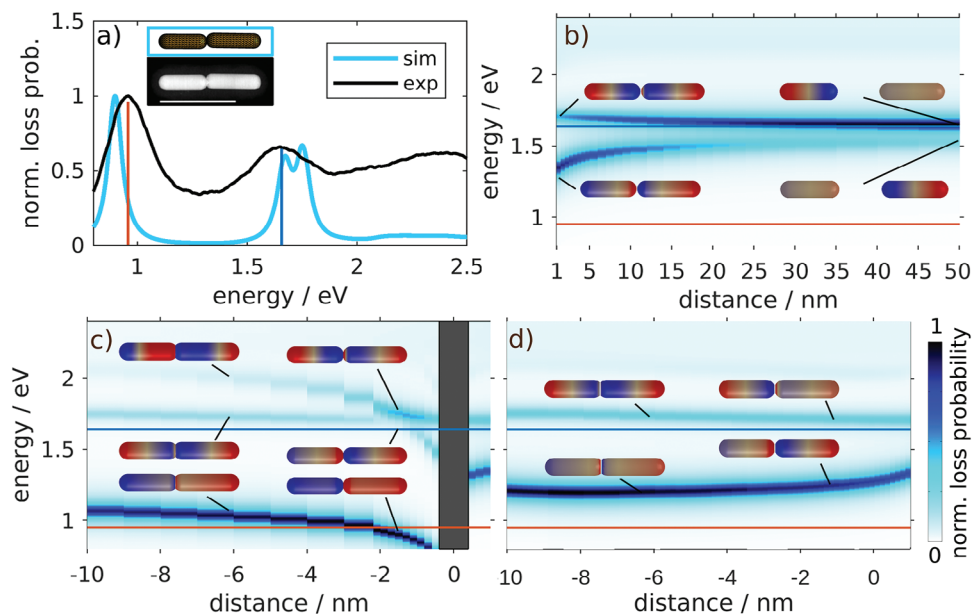 a)
norm. loss prob.
1.5
1
0.5
0
sim
exp
1
1.5
2
2.5
energy / eV
b)
energy / eV
2
1.5
1
1
5
10
15
20
25
30
35
40
45
50
distance / nm
c)
energy / eV
2
1.5
1
-10
-8
-6
-4
-2
0
distance / nm
d)
10
-8
-6
-4
-2
0
distance / nm
1
0
norm. loss probability